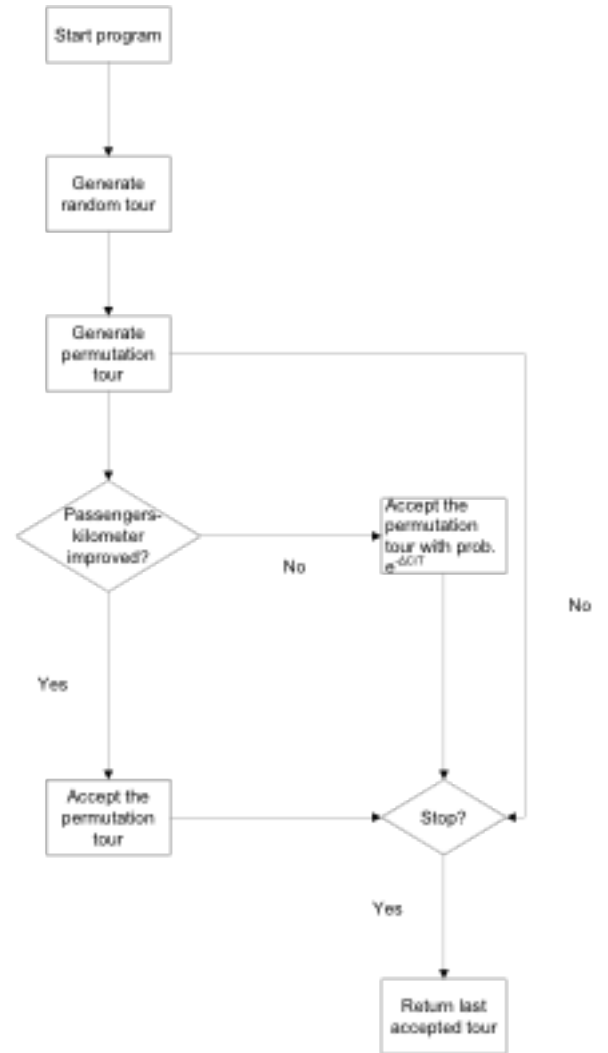 Start program
Generate
random tour
Generate
permutation
tour
Passengers-
kilometer
improved?
No
Accept the
permutation
tour with prob.
e^-ΔC/T
No
Yes
Accept the
permutation
tour
Stop?
Yes
Return last
accepted tour